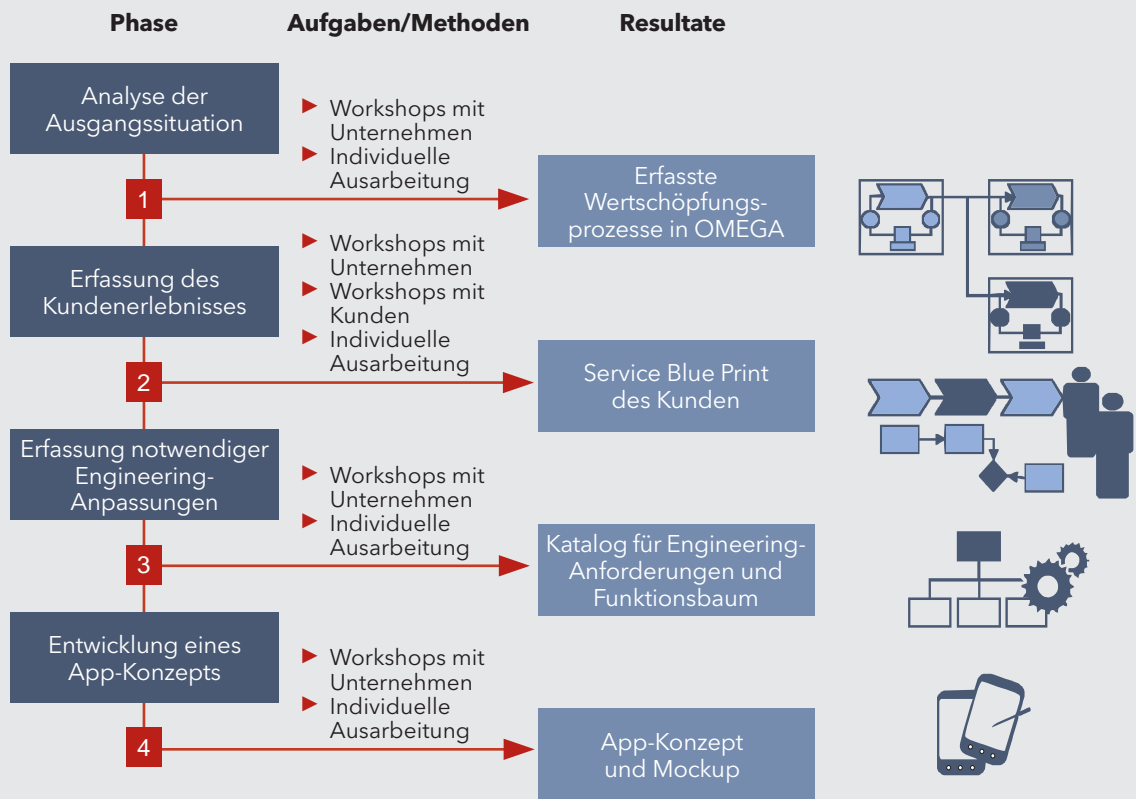 Phase
Aufgaben/Methoden
Resultate
Analyse der
Ausgangssituation
► Workshops mit
Unternehmen
► Individuelle
Ausarbeitung
1
Erfasste
Wertschöpfungs-
prozesse in OMEGA
Erfassung des
Kundenerlebnisses
► Workshops mit
Unternehmen
► Workshops mit
Kunden
► Individuelle
Ausarbeitung
2
Service Blue Print
des Kunden
Erfassung notwendiger
Engineering-
Anpassungen
► Workshops mit
Unternehmen
► Individuelle
Ausarbeitung
3
Katalog für Engineering-
Anforderungen und
Funktionsbaum
Entwicklung eines
App-Konzepts
► Workshops mit
Unternehmen
► Individuelle
Ausarbeitung
4
App-Konzept
und Mockup